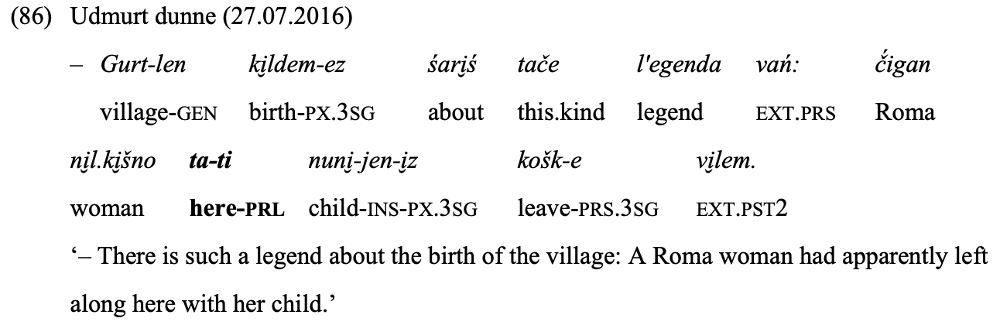 (86) Udmurt dunne (27.07.2016)
– Gurt-len ki̮ldem-ez śari̮ś tače l'egenda vań: č́igan
village-GEN birth-PX.3SG about this.kind legend EXT.PRS Roma
ni̮l.ki̮šno ta-ti nuni̮-jen-i̮z košk-e vi̮lem.
woman here-PRL child-INS-PX.3SG leave-PRS.3SG EXT.PST2
‘– There is such a legend about the birth of the village: A Roma woman had apparently left
along here with her child.’